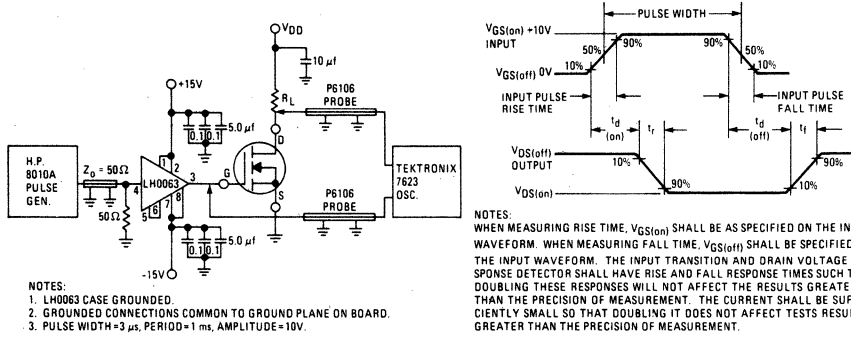 VDD
10 µf
+15V
RL
P6106
PROBE
0.1 0.1 5.0 µf
D
H.P.
8010A
PULSE
GEN.
Zo = 50Ω
1
2
LH0063
3
4
G
50Ω
5 6 7 8
S
TEKTRONIX
7623
OSC.
P6106
PROBE
0.1 0.1 5.0 µf
-15V
NOTES:
1. LH0063 CASE GROUNDED.
2. GROUNDED CONNECTIONS COMMON TO GROUND PLANE ON BOARD.
3. PULSE WIDTH = 3 µs, PERIOD = 1 ms, AMPLITUDE = 10V.
PULSE WIDTH
VGS(on) +10V
INPUT
90% 90%
50% 50%
10% 10%
VGS(off) 0V
INPUT PULSE
RISE TIME
INPUT PULSE
FALL TIME
td
(on)
tr
td
(off)
tf
VDS(off)
OUTPUT
10% 90%
VDS(on)
90% 10%
NOTES:
WHEN MEASURING RISE TIME, VGS(on) SHALL BE AS SPECIFIED ON THE IN
WAVEFORM. WHEN MEASURING FALL TIME, VGS(off) SHALL BE SPECIFIED
THE INPUT WAVEFORM. THE INPUT TRANSITION AND DRAIN VOLTAGE
SPONSE DETECTOR SHALL HAVE RISE AND FALL RESPONSE TIMES SUCH T
DOUBLING THESE RESPONSES WILL NOT AFFECT THE RESULTS GREATE
THAN THE PRECISION OF MEASUREMENT. THE CURRENT SHALL BE SUF
CIENTLY SMALL SO THAT DOUBLING IT DOES NOT AFFECT TESTS RESU
GREATER THAN THE PRECISION OF MEASUREMENT.